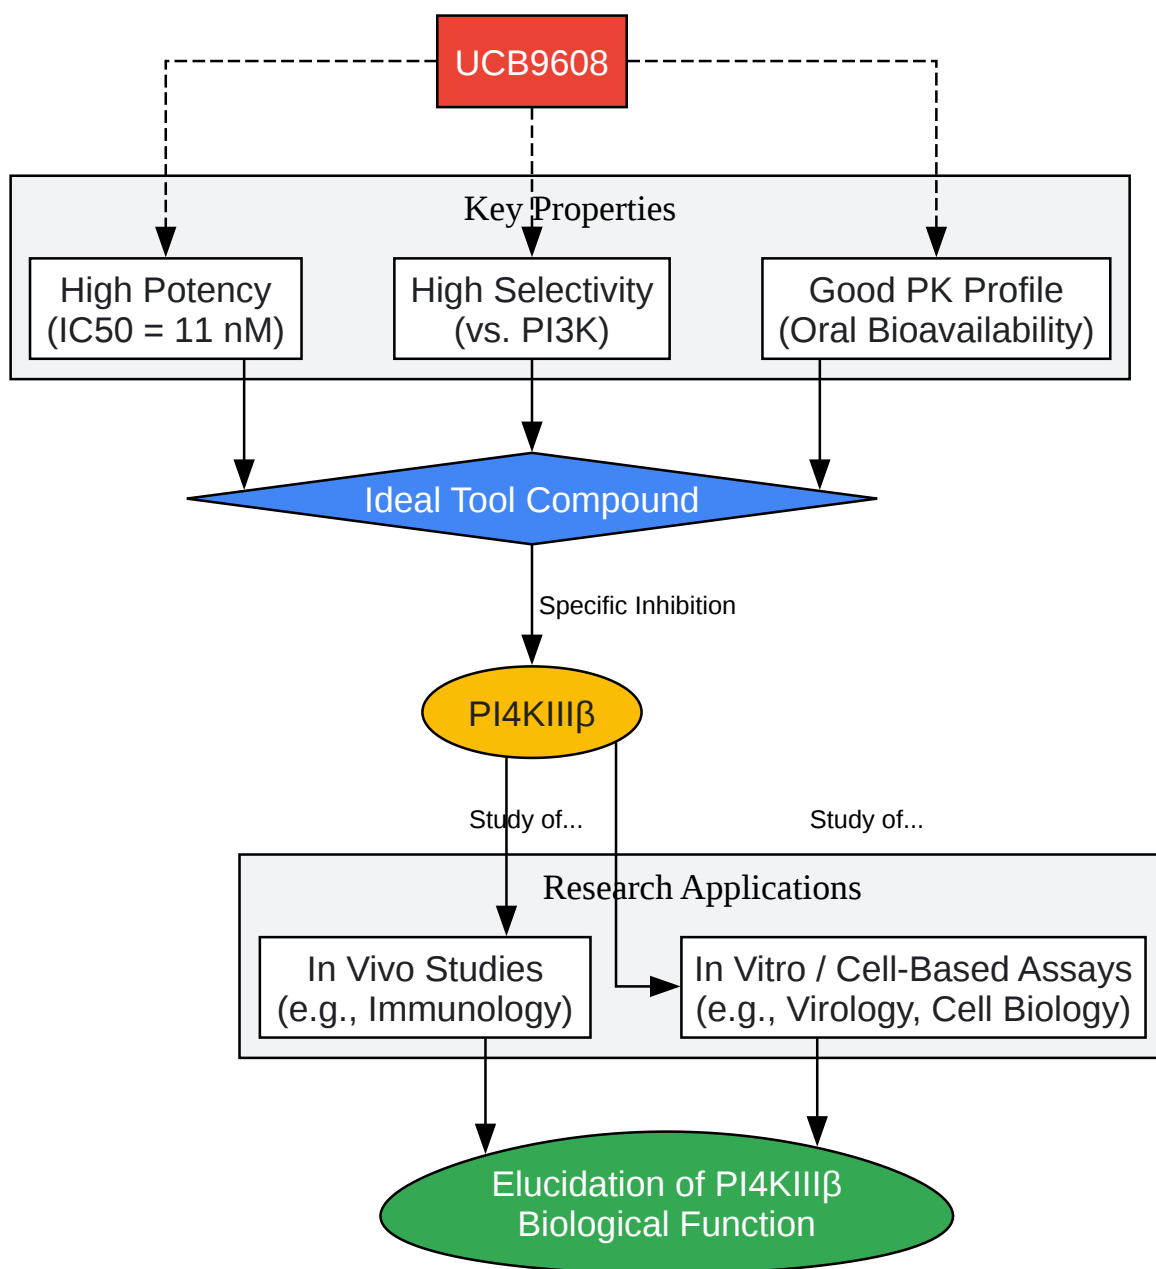 UCB9608
Key Properties
High Potency
(IC50 = 11 nM)
High Selectivity
(vs. PI3K)
Good PK Profile
(Oral Bioavailability)
Ideal Tool Compound
Specific Inhibition
PI4KIIIβ
Study of...
Study of...
Research Applications
In Vivo Studies
(e.g., Immunology)
In Vitro / Cell-Based Assays
(e.g., Virology, Cell Biology)
Elucidation of PI4KIIIβ
Biological Function